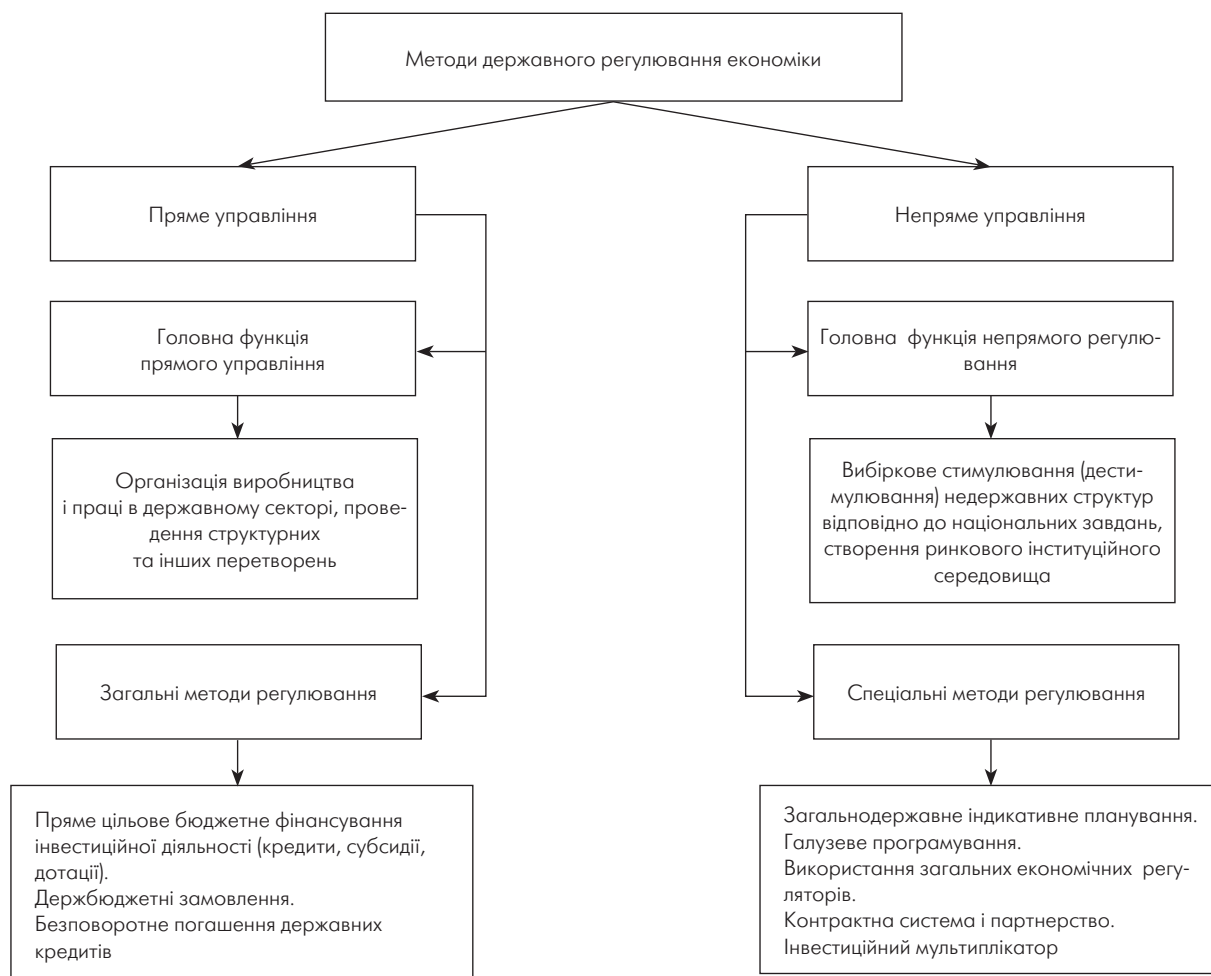 Методи державного регулювання економіки
Пряме управління
Непряме управління
Головна функція
прямого управління
Головна функція непрямого регулю-
вання
Організація виробництва
і праці в державному секторі, прове-
дення структурних
та інших перетворень
Вибіркове стимулювання (дести-
мулювання) недержавних структур
відповідно до національних завдань,
створення ринкового інституційного
середовища
Загальні методи регулювання
Спеціальні методи регулювання
Пряме цільове бюджетне фінансування
інвестиційної діяльності (кредити, субсидії,
дотації).
Держбюджетні замовлення.
Безповоротне погашення державних
кредитів
Загальнодержавне індикативне планування.
Галузеве програмування.
Використання загальних економічних регу-
ляторів.
Контрактна система і партнерство.
Інвестиційний мультиплікатор